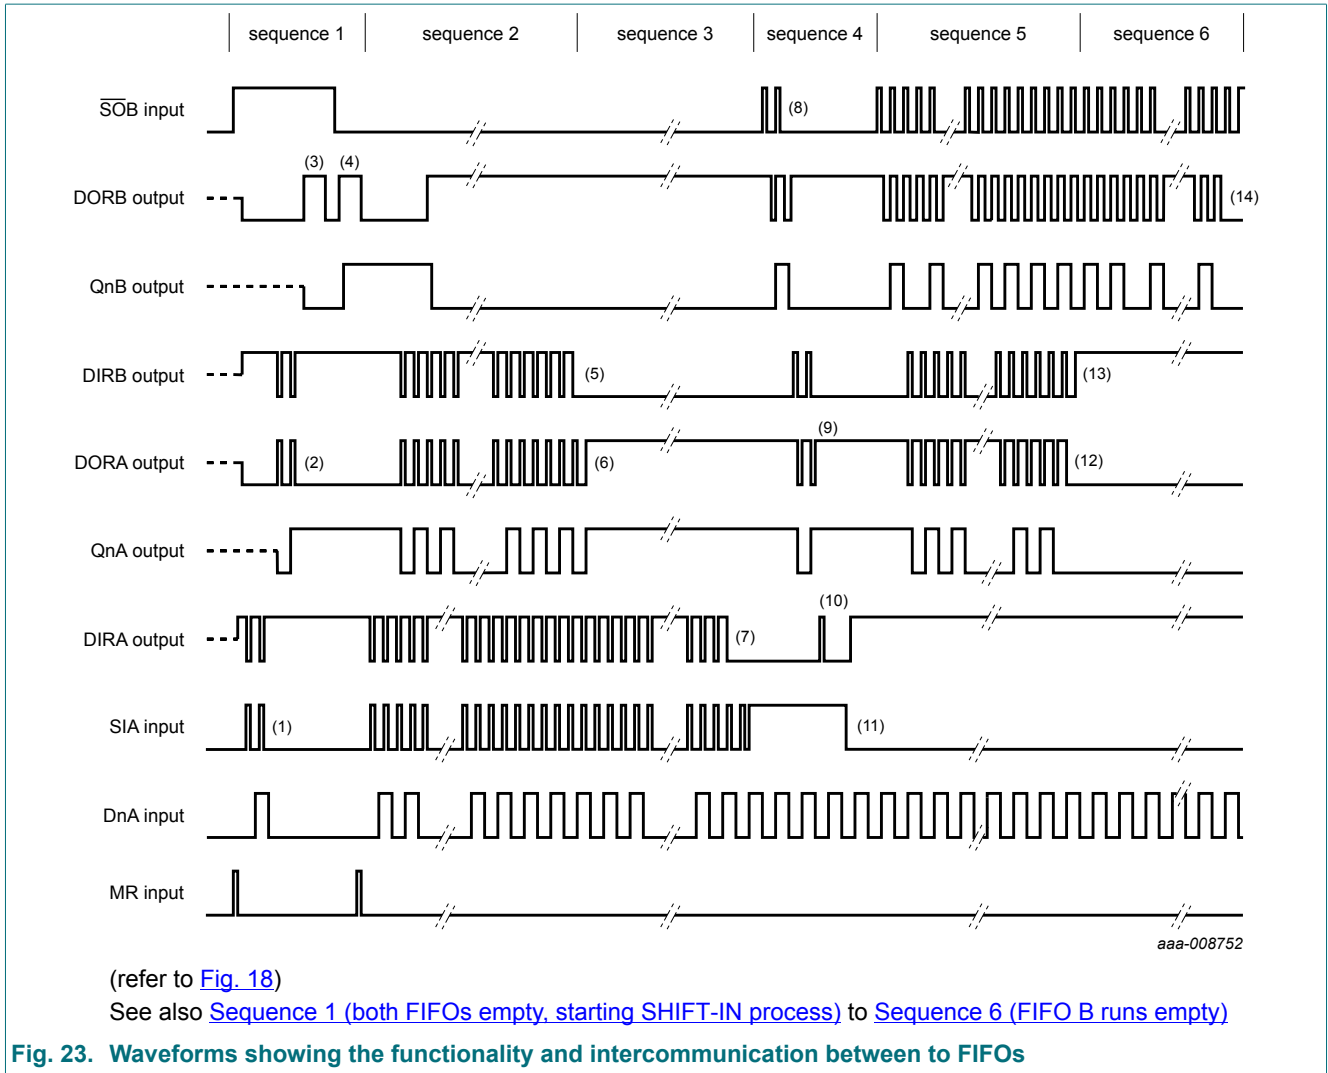 sequence 1 sequence 2 sequence 3 sequence 4 sequence 5 sequence 6
S̅O̅B input
(8)
(3) (4)
DORB output
(14)
QnB output
DIRB output
(5)
(13)
(9)
DORA output
(2)
(6)
(12)
QnA output
(10)
DIRA output
(7)
SIA input
(1)
(11)
DnA input
MR input
aaa-008752
(refer to Fig. 18)
See also Sequence 1 (both FIFOs empty, starting SHIFT-IN process) to Sequence 6 (FIFO B runs empty)
Fig. 23. Waveforms showing the functionality and intercommunication between to FIFOs